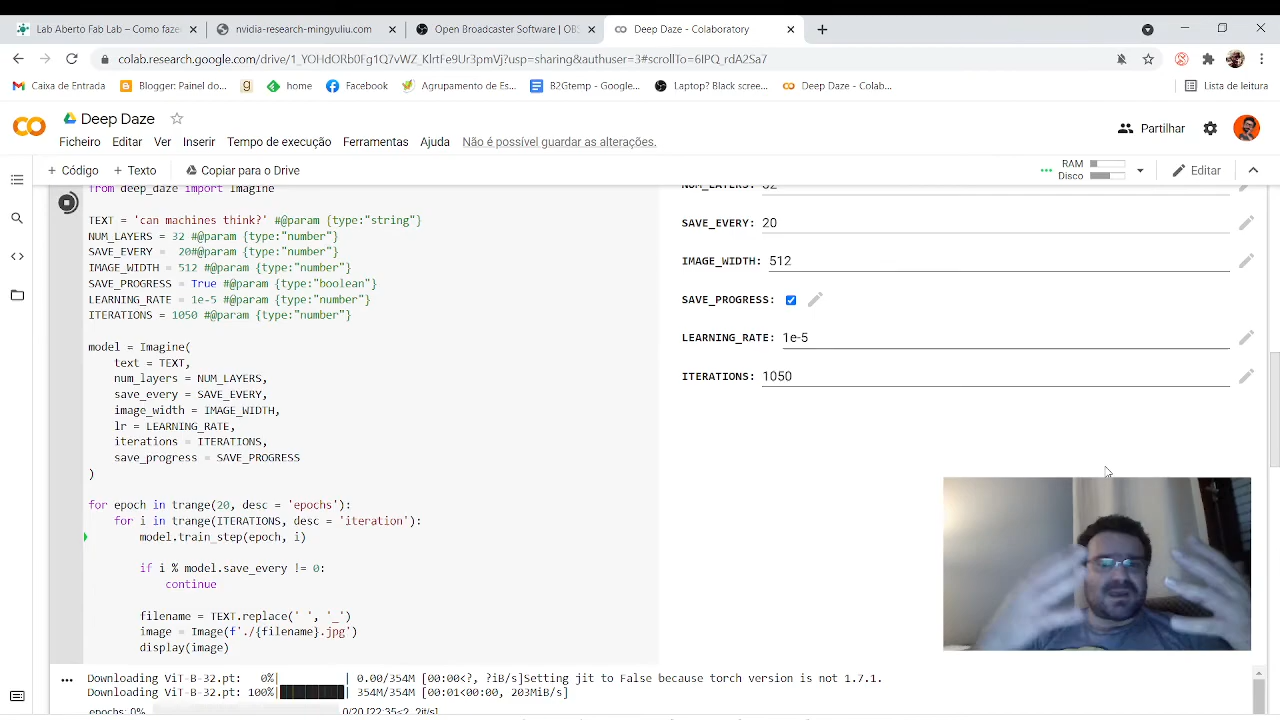 Lab Aberto Fab Lab – Como faze
nvidia-research-mingyuliu.com
Open Broadcaster Software | OBS
Deep Daze - Colaboratory
colab.research.google.com/drive/1_YOHdORb0Fg1Q7vWZ_KlrtFe9Ur3
nVj?usp=sharing&authuser=3#scrollTo=6IPQ_rdA2Sa7
Caixa de Entrada
Blogger: Painel do...
home
Facebook
Agrupamento de Es...
B2Gtemp - Google...
Laptop? Black scree...
Deep Daze - Colab...
Lista de leitura
Deep Daze
Partilhar
Ficheiro Editar Ver Inserir Tempo de execução Ferramentas Ajuda Não é possível guardar as alterações.
+ Código + Texto Copiar para o Drive
RAM
Disco
Editar
from deep_daze import Imagine
TEXT = 'can machines think?' #@param {type:"string"}
NUM_LAYERS = 32 #@param {type:"number"}
SAVE_EVERY = 20#@param {type:"number"}
IMAGE_WIDTH = 512 #@param {type:"number"}
SAVE_PROGRESS = True #@param {type:"boolean"}
LEARNING_RATE = 1e-5 #@param {type:"number"}
ITERATIONS = 1050 #@param {type:"number"}
model = Imagine(
text = TEXT,
num_layers = NUM_LAYERS,
save_every = SAVE_EVERY,
image_width = IMAGE_WIDTH,
lr = LEARNING_RATE,
iterations = ITERATIONS,
save_progress = SAVE_PROGRESS
)
for epoch in trange(20, desc = 'epochs'):
for i in trange(ITERATIONS, desc = 'iteration'):
model.train_step(epoch, i)
if i % model.save_every != 0:
continue
filename = TEXT.replace(' ', '_')
image = Image(f'./{filename}.jpg')
display(image)
NUM_LAYERS: 32
SAVE_EVERY: 20
IMAGE_WIDTH: 512
SAVE_PROGRESS:
LEARNING_RATE: 1e-5
ITERATIONS: 1050
Downloading ViT-B-32.pt: 0%| | 0.00/354M [00:00<?, ?iB/s]Setting jit to False because torch version is not 1.7.1.
Downloading ViT-B-32.pt: 100%| | 354M/354M [00:01<00:00, 203MiB/s]
epochs: 0%